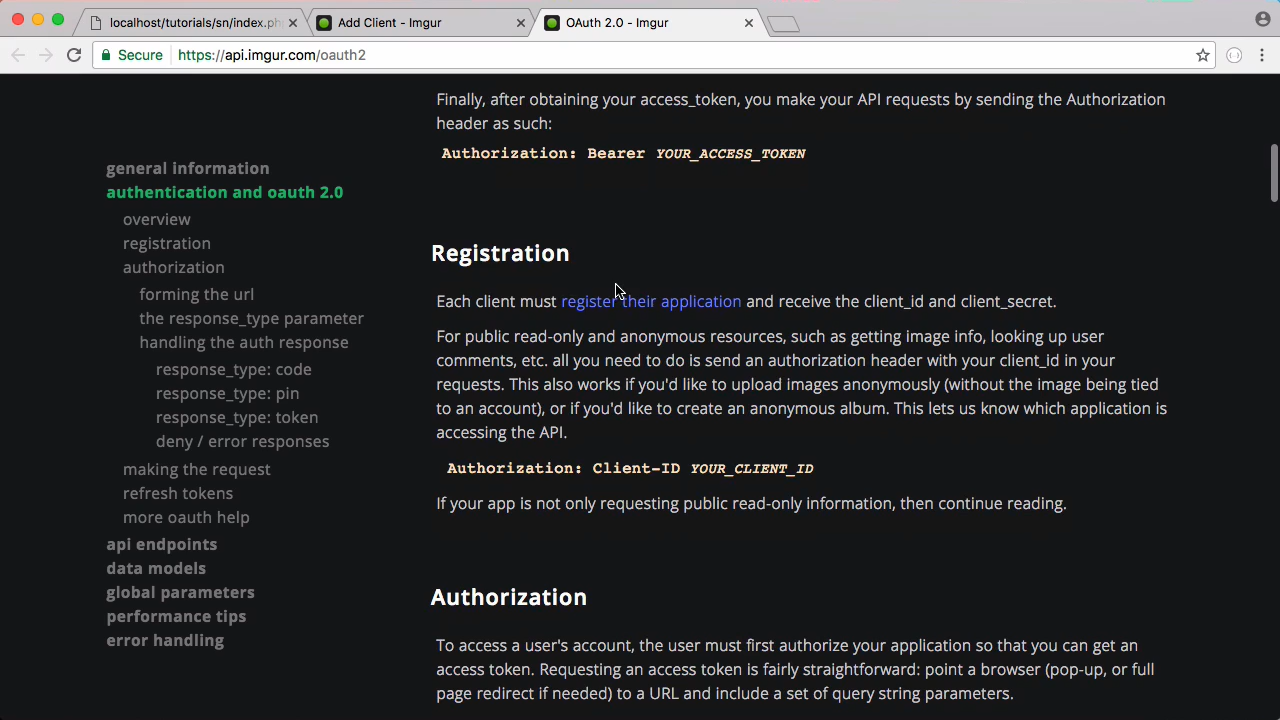 localhost/tutorials/sn/index.ph
Add Client - Imgur
OAuth 2.0 - Imgur
Secure
https://api.imgur.com/oauth2
Finally, after obtaining your access_token, you make your API requests by sending the Authorization
header as such:
Authorization: Bearer YOUR_ACCESS_TOKEN
general information
authentication and oauth 2.0
overview
registration
authorization
forming the url
the response_type parameter
handling the auth response
response_type: code
response_type: pin
response_type: token
deny / error responses
making the request
refresh tokens
more oauth help
api endpoints
data models
global parameters
performance tips
error handling
Registration
Each client must register their application and receive the client_id and client_secret.
For public read-only and anonymous resources, such as getting image info, looking up user
comments, etc. all you need to do is send an authorization header with your client_id in your
requests. This also works if you'd like to upload images anonymously (without the image being tied
to an account), or if you'd like to create an anonymous album. This lets us know which application is
accessing the API.
Authorization: Client-ID YOUR_CLIENT_ID
If your app is not only requesting public read-only information, then continue reading.
Authorization
To access a user's account, the user must first authorize your application so that you can get an
access token. Requesting an access token is fairly straightforward: point a browser (pop-up, or full
page redirect if needed) to a URL and include a set of query string parameters.